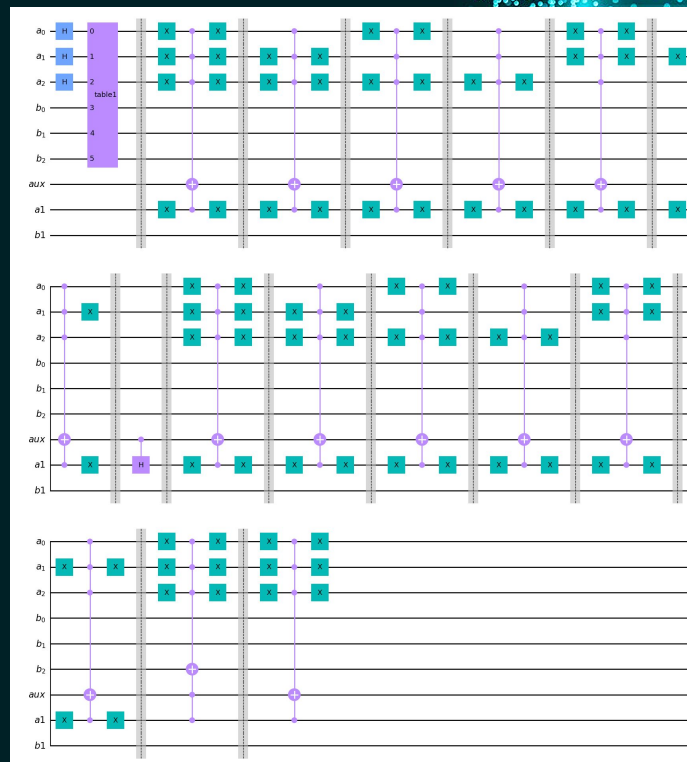 a₀ H 0 X X X X X X
a₁ H 1 X X X X X X X
a₂ H 2 X X X X X X X X
table1
b₀ 3
b₁ 4
b₂ 5
aux
a1 X X X X X X X X X X X
b1
a₀ X X X X X X
a₁ X X X X X X X
a₂ X X X X X X X X
b₀
b₁
b₂
aux
a1 X H X X X X X X X X X X
b1
a₀ X X X X
a₁ X X X X X X
a₂ X X X X
b₀
b₁
b₂
aux
a1 X X
b1